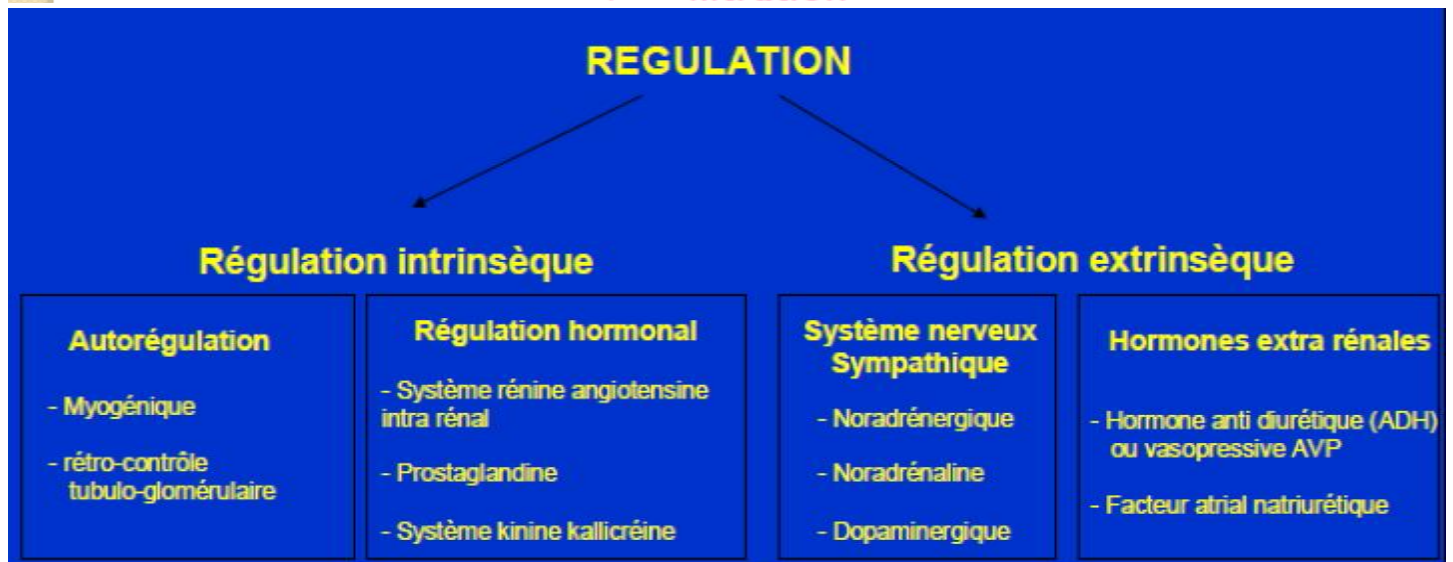 REGULATION
Régulation intrinsèque
Régulation extrinsèque
Autorégulation
- Myogénique
- rétro-contrôle
tubulo-glomérulaire
Régulation hormonal
- Système rénine angiotensine
intra rénal
- Prostaglandine
- Système kinine kallicréine
Système nerveux
Sympathique
- Noradrénergique
- Noradrénaline
- Dopaminergique
Hormones extra rénales
- Hormone anti diurétique (ADH)
ou vasopressive AVP
- Facteur atrial natriurétique